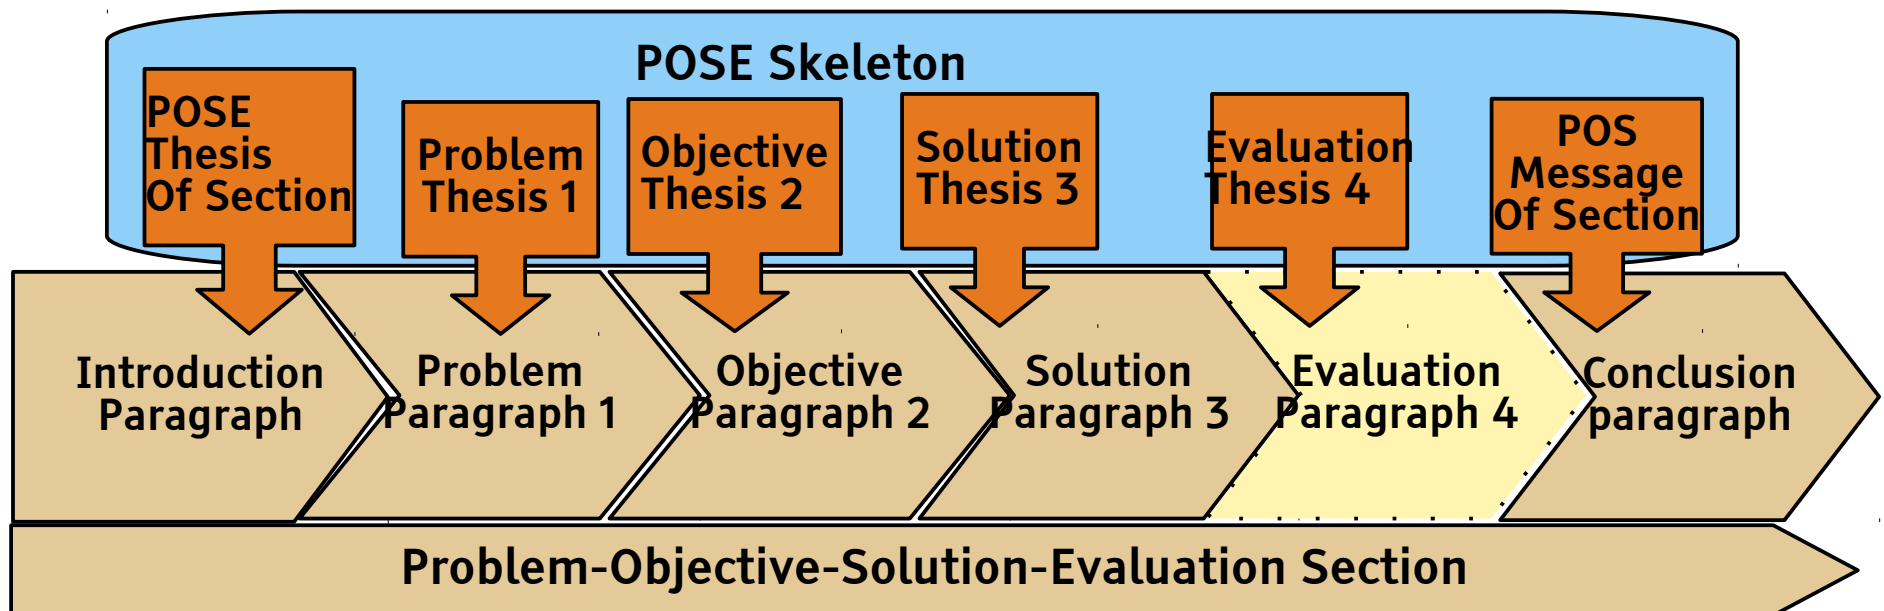 POSE Skeleton
POSE
Thesis
Of Section
Problem
Thesis 1
Objective
Thesis 2
Solution
Thesis 3
Evaluation
Thesis 4
POS
Message
Of Section
Introduction
Paragraph
Problem
Paragraph 1
Objective
Paragraph 2
Solution
Paragraph 3
Evaluation
Paragraph 4
Conclusion
paragraph
Problem-Objective-Solution-Evaluation Section